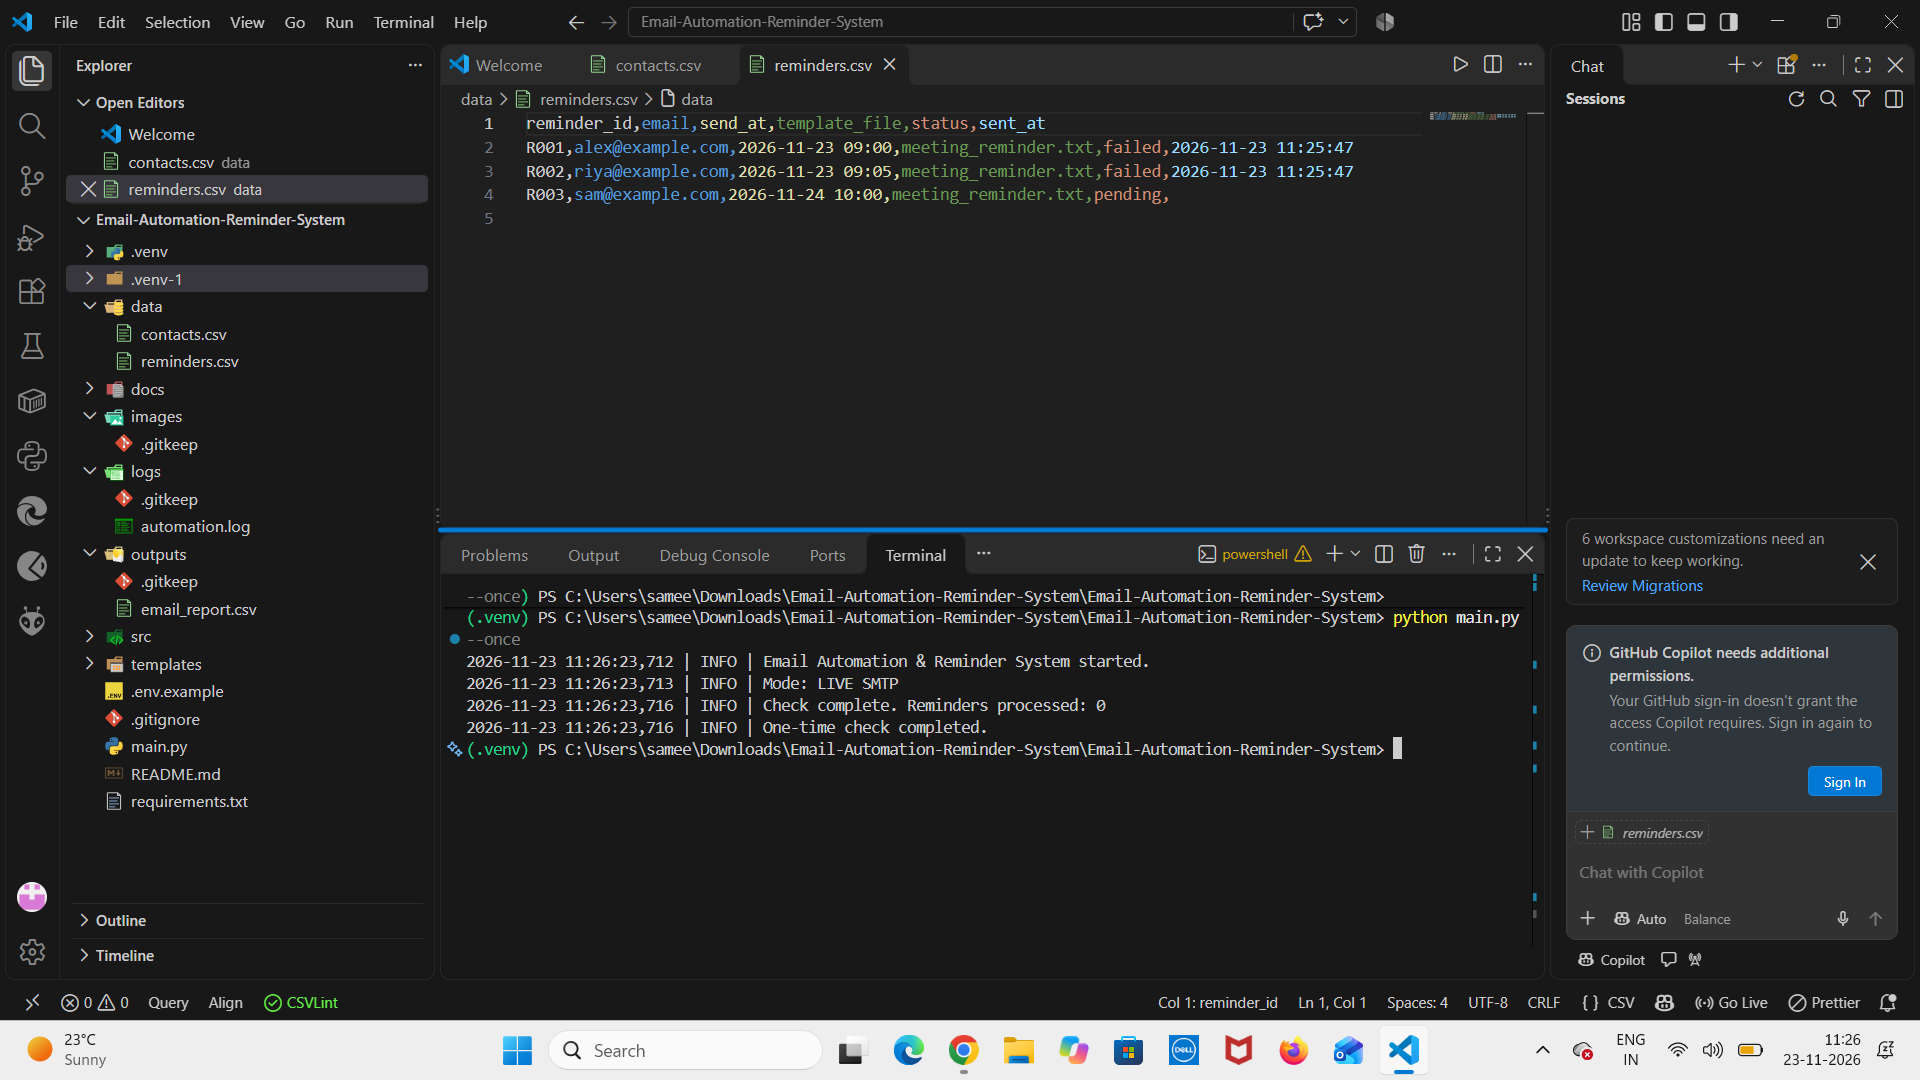 File Edit Selection View Go Run Terminal Help
Email-Automation-Reminder-System
Explorer
Open Editors
Welcome
contacts.csv data
reminders.csv data
Email-Automation-Reminder-System
.venv
.venv-1
data
contacts.csv
reminders.csv
docs
images
.gitkeep
logs
.gitkeep
automation.log
outputs
.gitkeep
email_report.csv
src
templates
.env.example
.gitignore
main.py
README.md
requirements.txt
Outline
Timeline
Welcome contacts.csv reminders.csv
data > reminders.csv > data
1 reminder_id,email,send_at,template_file,status,sent_at
2 R001,alex@example.com,2026-11-23 09:00,meeting_reminder.txt,failed,2026-11-23 11:25:47
3 R002,riya@example.com,2026-11-23 09:05,meeting_reminder.txt,failed,2026-11-23 11:25:47
4 R003,sam@example.com,2026-11-24 10:00,meeting_reminder.txt,pending,
5
Problems Output Debug Console Ports Terminal powershell
--once) PS C:\Users\samee\Downloads\Email-Automation-Reminder-System\Email-Automation-Reminder-System>
(.venv) PS C:\Users\samee\Downloads\Email-Automation-Reminder-System\Email-Automation-Reminder-System> python main.py
--once
2026-11-23 11:26:23,712 | INFO | Email Automation & Reminder System started.
2026-11-23 11:26:23,713 | INFO | Mode: LIVE SMTP
2026-11-23 11:26:23,716 | INFO | Check complete. Reminders processed: 0
2026-11-23 11:26:23,716 | INFO | One-time check completed.
(.venv) PS C:\Users\samee\Downloads\Email-Automation-Reminder-System\Email-Automation-Reminder-System>
Chat
Sessions
6 workspace customizations need an
update to keep working.
Review Migrations
GitHub Copilot needs additional
permissions.
Your GitHub sign-in doesn't grant the
access Copilot requires. Sign in again to
continue.
Sign In
reminders.csv
Chat with Copilot
Auto Balance
Copilot
0 0 Query Align CSVLint
Col 1: reminder_id Ln 1, Col 1 Spaces: 4 UTF-8 CRLF { } CSV Go Live Prettier
23°C
Sunny
Search
DELL
ENG
IN
11:26
23-11-2026